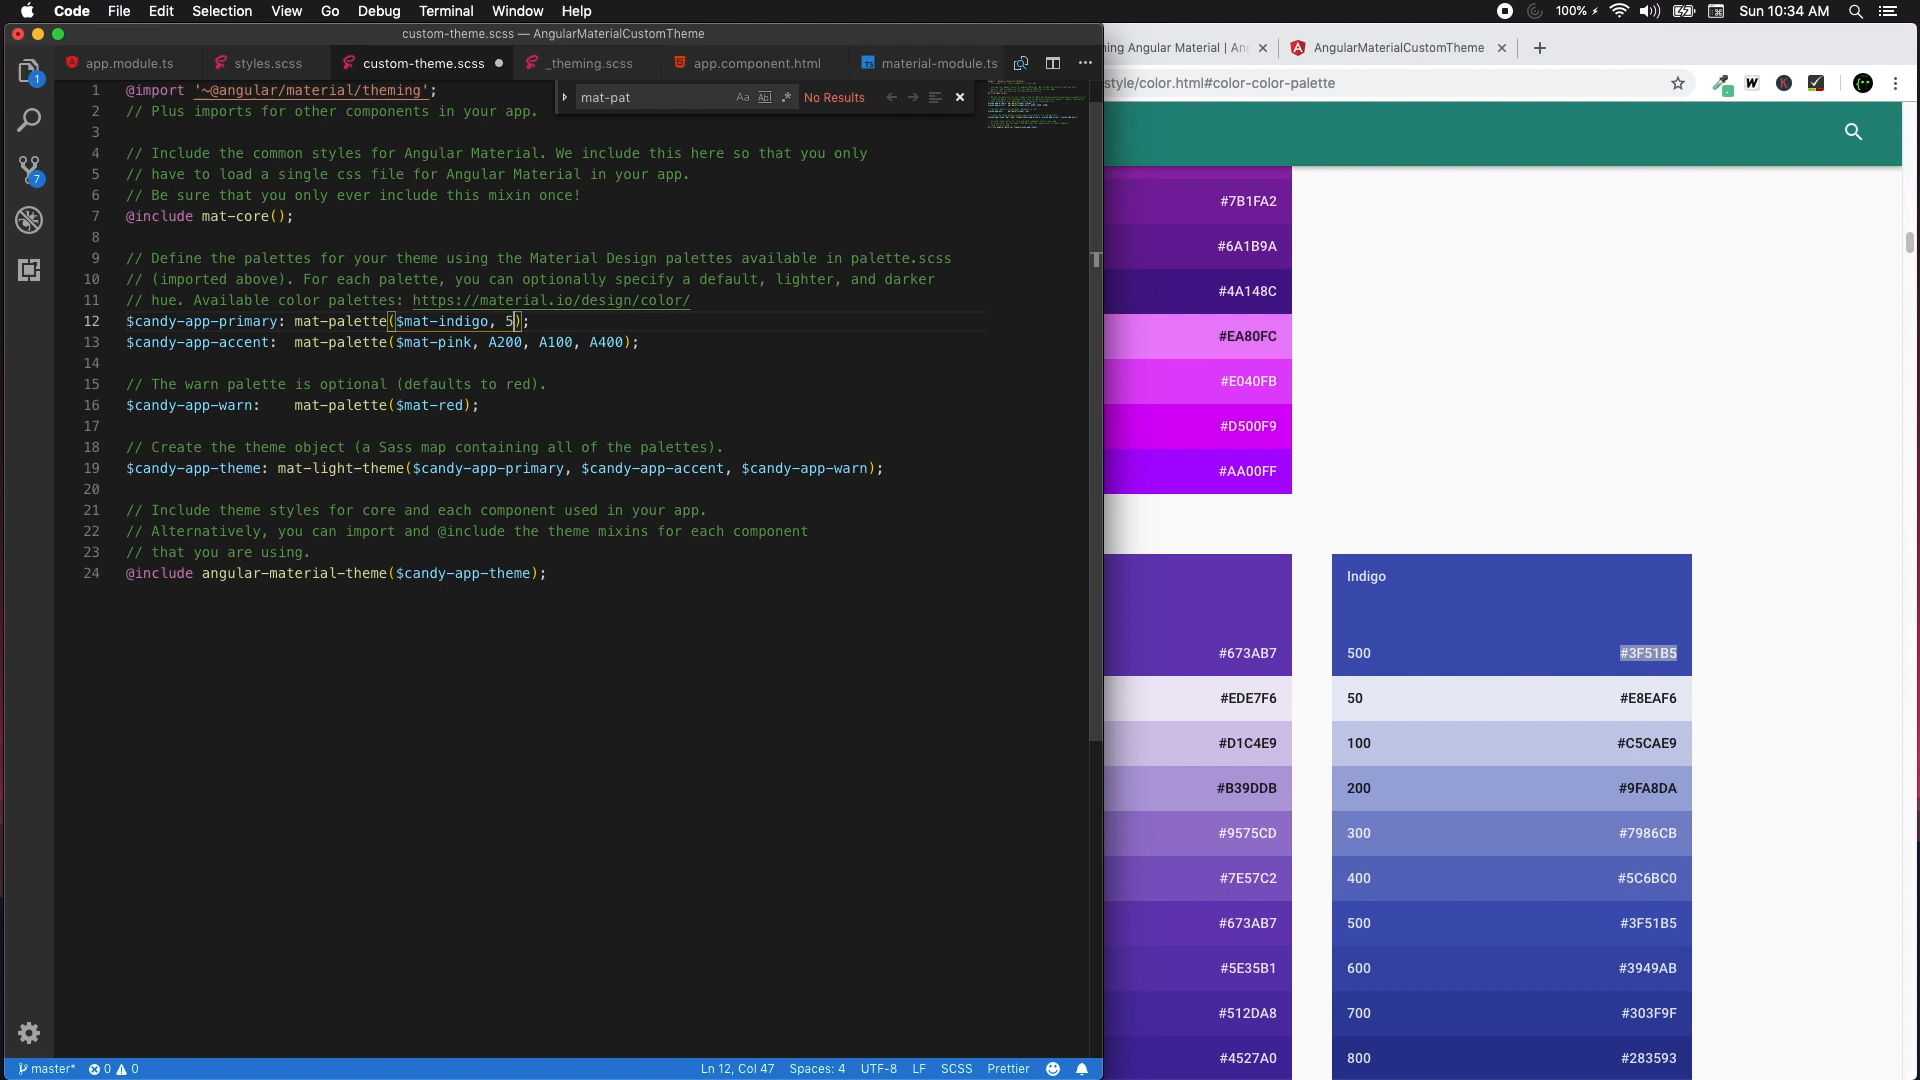 Code File Edit Selection View Go Debug Terminal Window Help
100% Sun 10:34 AM
custom-theme.scss — AngularMaterialCustomTheme
app.module.ts styles.scss custom-theme.scss _theming.scss app.component.html material-module.ts
mat-pat Aa Abl .* No Results
1 @import '~@angular/material/theming';
2 // Plus imports for other components in your app.
3
4 // Include the common styles for Angular Material. We include this here so that you only
5 // have to load a single css file for Angular Material in your app.
6 // Be sure that you only ever include this mixin once!
7 @include mat-core();
8
9 // Define the palettes for your theme using the Material Design palettes available in palette.scss
10 // (imported above). For each palette, you can optionally specify a default, lighter, and darker
11 // hue. Available color palettes: https://material.io/design/color/
12 $candy-app-primary: mat-palette($mat-indigo, 5);
13 $candy-app-accent:  mat-palette($mat-pink, A200, A100, A400);
14
15 // The warn palette is optional (defaults to red).
16 $candy-app-warn:    mat-palette($mat-red);
17
18 // Create the theme object (a Sass map containing all of the palettes).
19 $candy-app-theme: mat-light-theme($candy-app-primary, $candy-app-accent, $candy-app-warn);
20
21 // Include theme styles for core and each component used in your app.
22 // Alternatively, you can import and @include the theme mixins for each component
23 // that you are using.
24 @include angular-material-theme($candy-app-theme);
1
7
master* 0 0 Ln 12, Col 47 Spaces: 4 UTF-8 LF SCSS Prettier
ning Angular Material | Ang AngularMaterialCustomTheme
style/color.html#color-color-palette
#7B1FA2
#6A1B9A
#4A148C
#EA80FC
#E040FB
#D500F9
#AA00FF
#673AB7
#EDE7F6
#D1C4E9
#B39DDB
#9575CD
#7E57C2
#673AB7
#5E35B1
#512DA8
#4527A0
Indigo
500 #3F51B5
50 #E8EAF6
100 #C5CAE9
200 #9FA8DA
300 #7986CB
400 #5C6BC0
500 #3F51B5
600 #3949AB
700 #303F9F
800 #283593